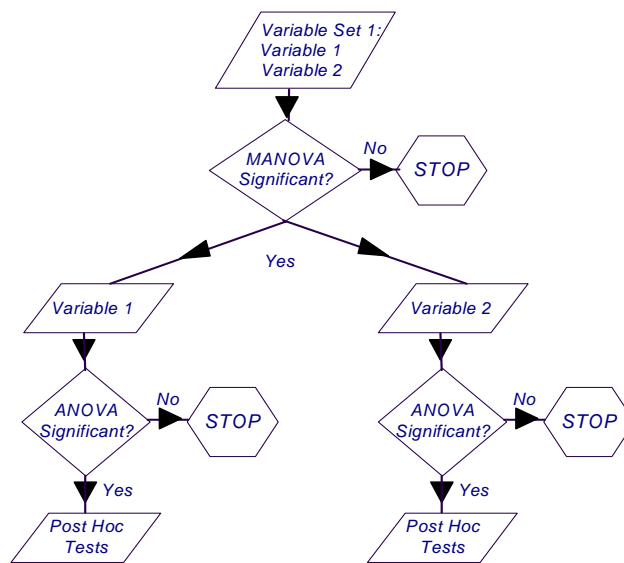 Variable Set 1:
Variable 1
Variable 2
MANOVA
Significant?
No
STOP
Yes
Variable 1
Variable 2
ANOVA
Significant?
No
STOP
ANOVA
Significant?
No
STOP
Yes
Yes
Post Hoc
Tests
Post Hoc
Tests